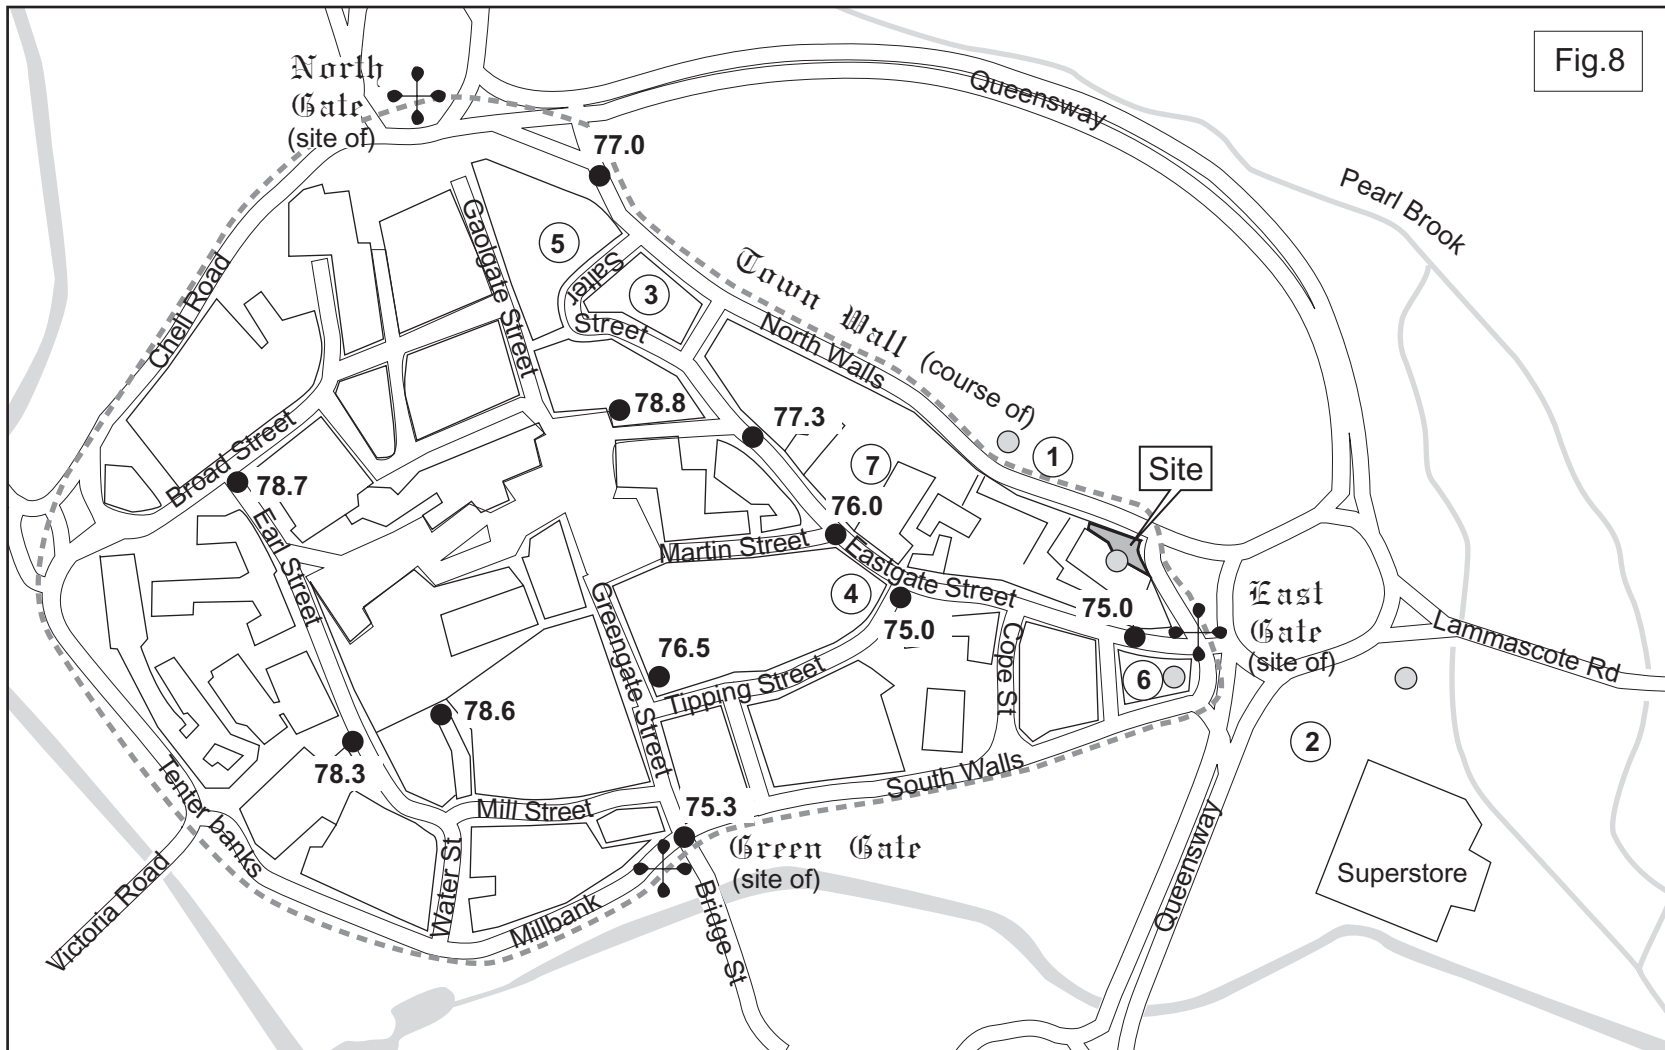 Fig.8
North
Gate
(site of)
77.0
Queensway
Pearl Brook
5
Gaolgate Street
Salter
Street
3
Town Wall (course of)
North Walls
Chell Road
78.8
77.3
1
Site
7
Broad Street
78.7
76.0
Earl Street
Martin Street
Eastgate Street
4
75.0
75.0
East
Gate
(site of)
Lammascote Rd
Greengate Street
76.5
Cope St
6
Tipping Street
78.6
78.3
2
South Walls
Tenter banks
Mill Street
75.3
Green Gate
(site of)
Queensway
Superstore
Victoria Road
Water St
Millbank
Bridge St